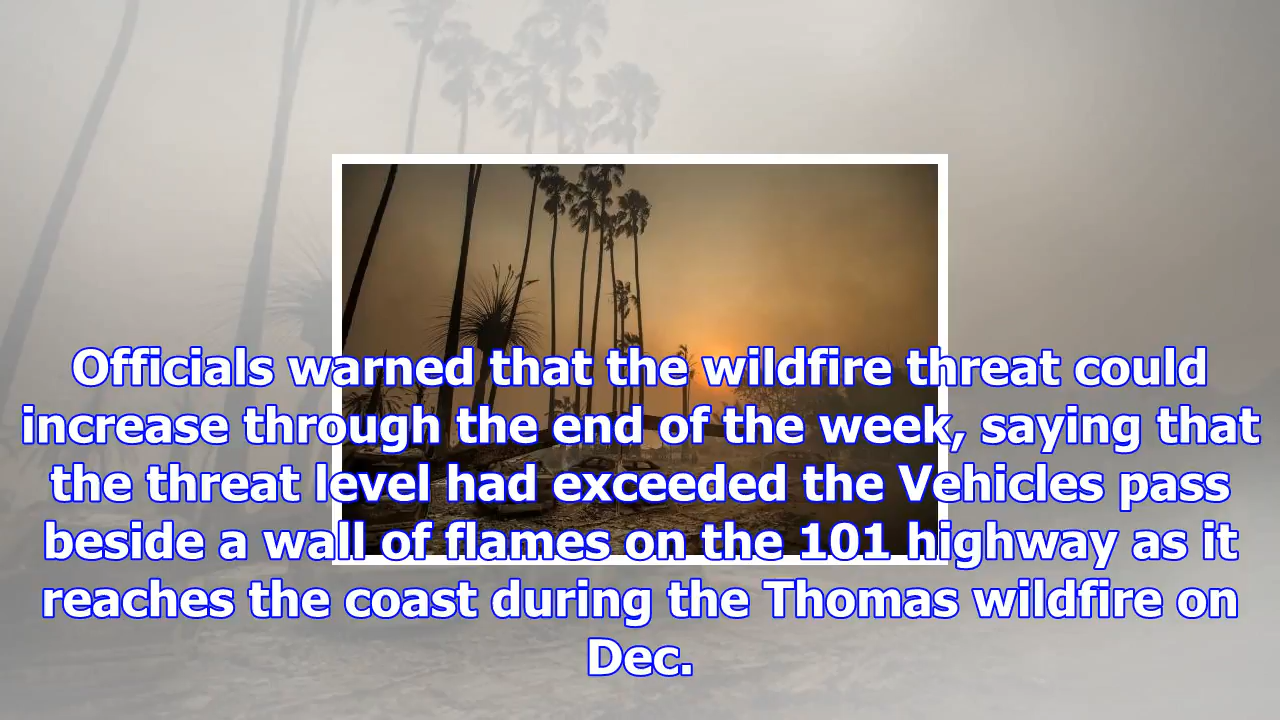 Officials warned that the wildfire threat could
increase through the end of the week, saying that
the threat level had exceeded the Vehicles pass
beside a wall of flames on the 101 highway as it
reaches the coast during the Thomas wildfire on
Dec.